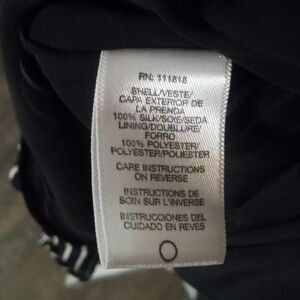 RN: 111818
SHELL/VESTE/
CAPA EXTERIOR DE
LA PRENDA
100% SILK/SOIE/SEDA
LINING/DOUBLURE/
FORRO
100% POLYESTER/
POLYESTER/POLIESTER
CARE INSTRUCTIONS
ON REVERSE
INSTRUCTIONS DE
SOIN SUR L'INVERSE
INSTRUCCIONES DEL
CUIDADO EN REVÉS